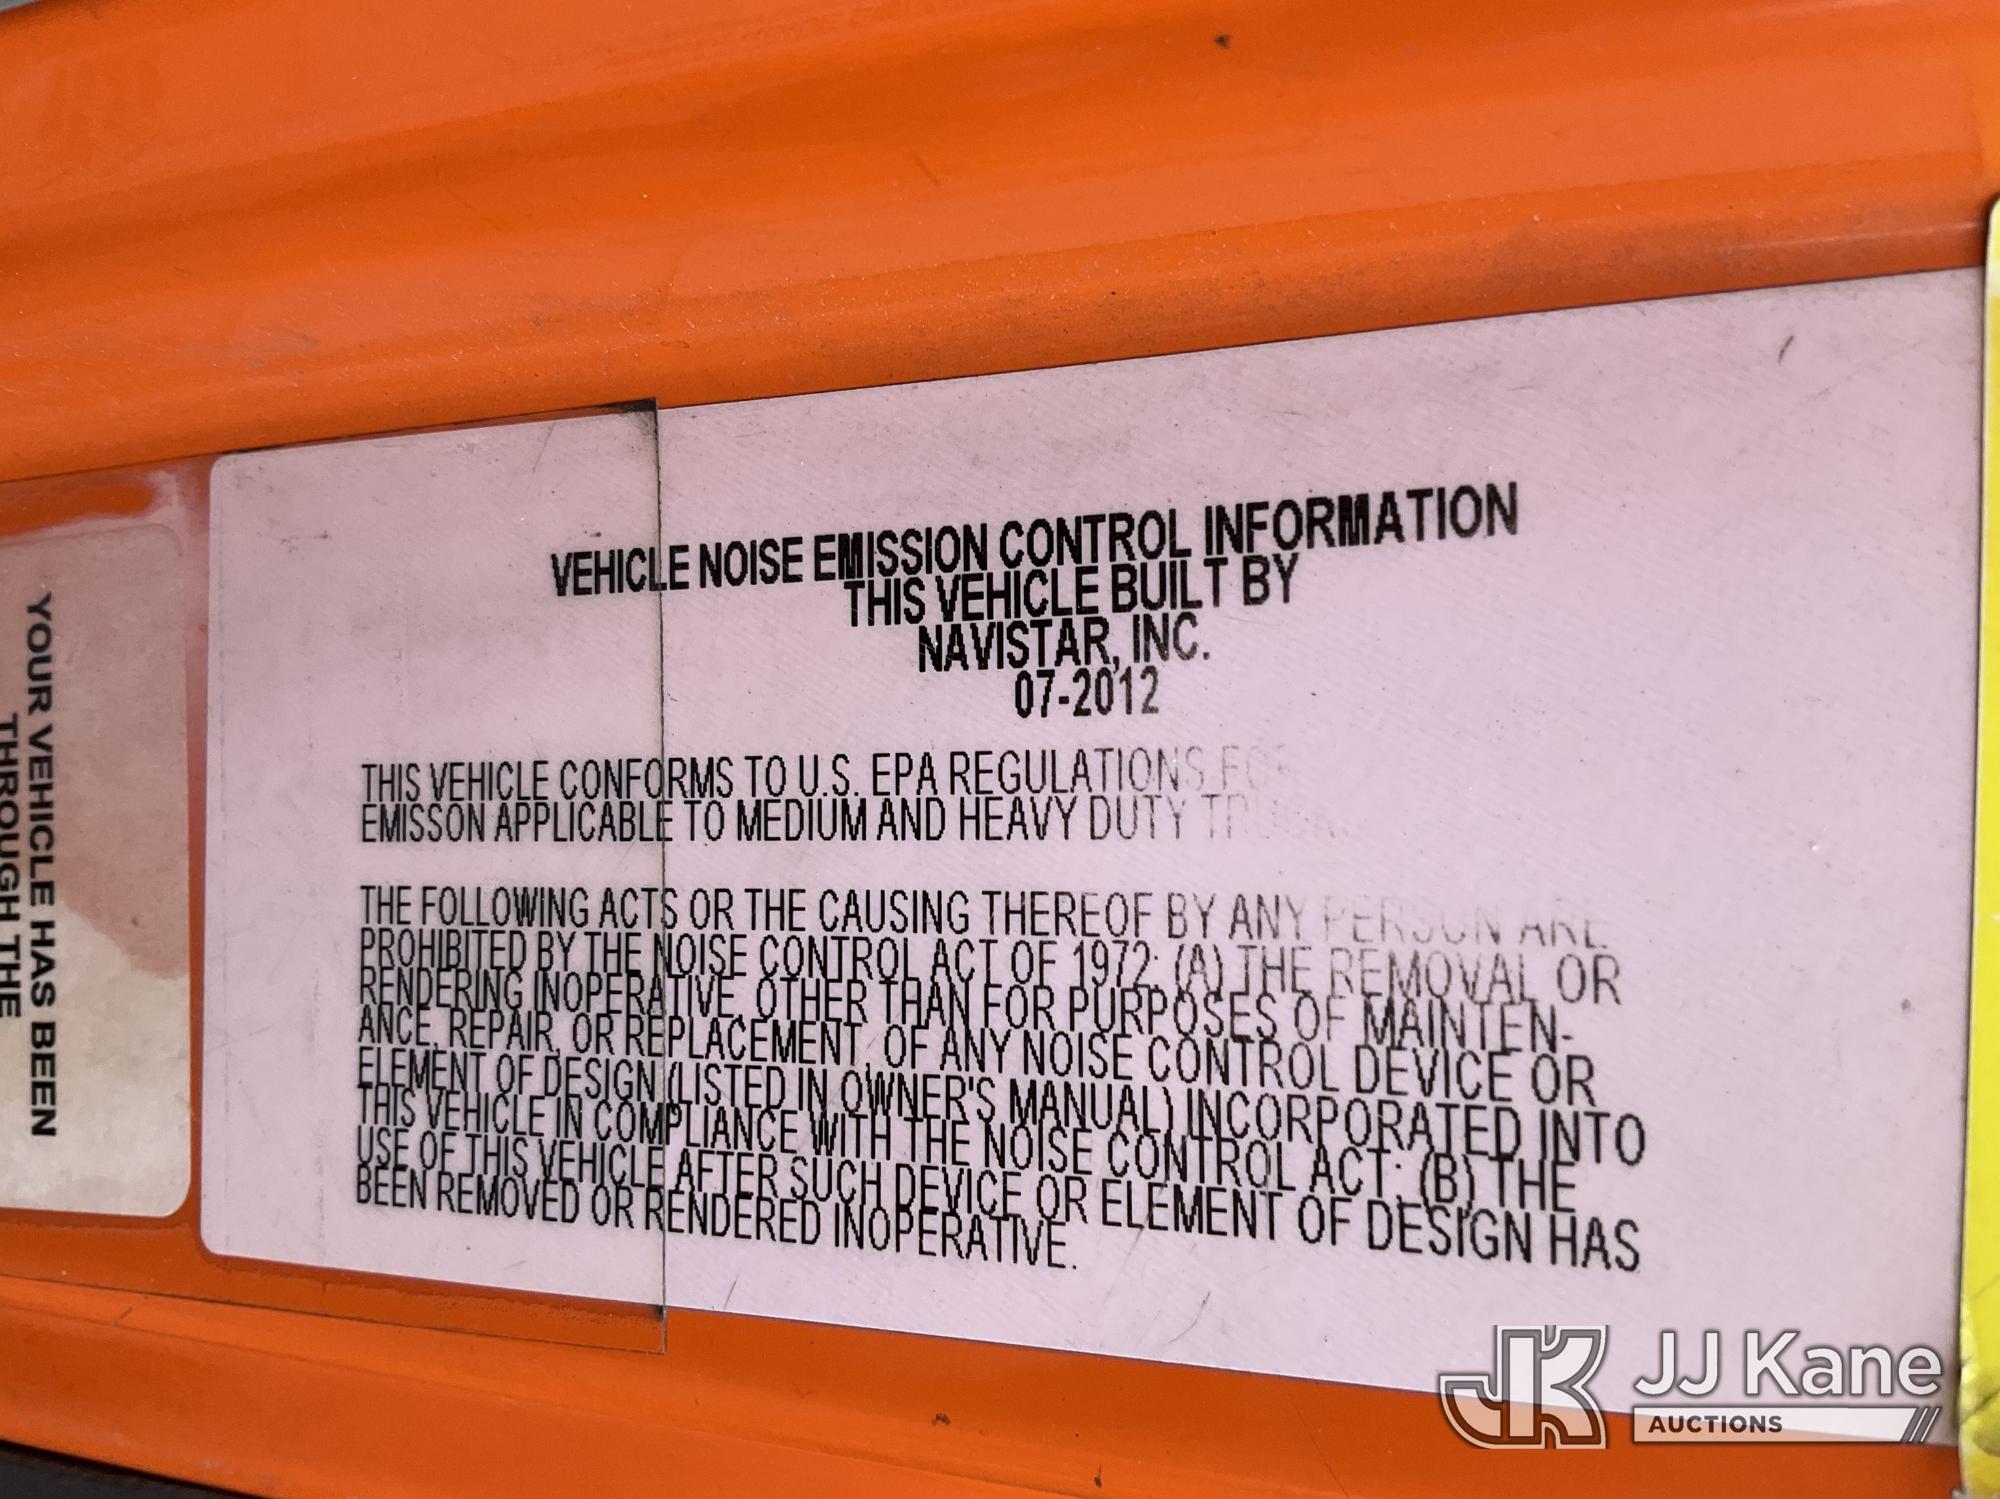 VEHICLE NOISE EMISSION CONTROL INFORMATION
THIS VEHICLE BUILT BY
NAVISTAR, INC.
07-2012
THIS VEHICLE CONFORMS TO U.S. EPA REGULATIONS FOR
EMISSON APPLICABLE TO MEDIUM AND HEAVY DUTY
THE FOLLOWING ACTS OR THE CAUSING THEREOF BY ANY PERSON ARE
PROHIBITED BY THE NOISE CONTROL ACT OF 1972: (A) THE REMOVAL OR
RENDERING INOPERATIVE, OTHER THAN FOR PURPOSES OF MAINTEN-
ANCE, REPAIR, OR REPLACEMENT, OF ANY NOISE CONTROL DEVICE OR
ELEMENT OF DESIGN (LISTED IN OWNER'S MANUAL) INCORPORATED INTO
THIS VEHICLE IN COMPLIANCE WITH THE NOISE CONTROL ACT; (B) THE
USE OF THIS VEHICLE AFTER SUCH DEVICE OR ELEMENT OF DESIGN HAS
BEEN REMOVED OR RENDERED INOPERATIVE.
YOUR VEHICLE HAS BEEN
THROUGH THE
JJ Kane
AUCTIONS